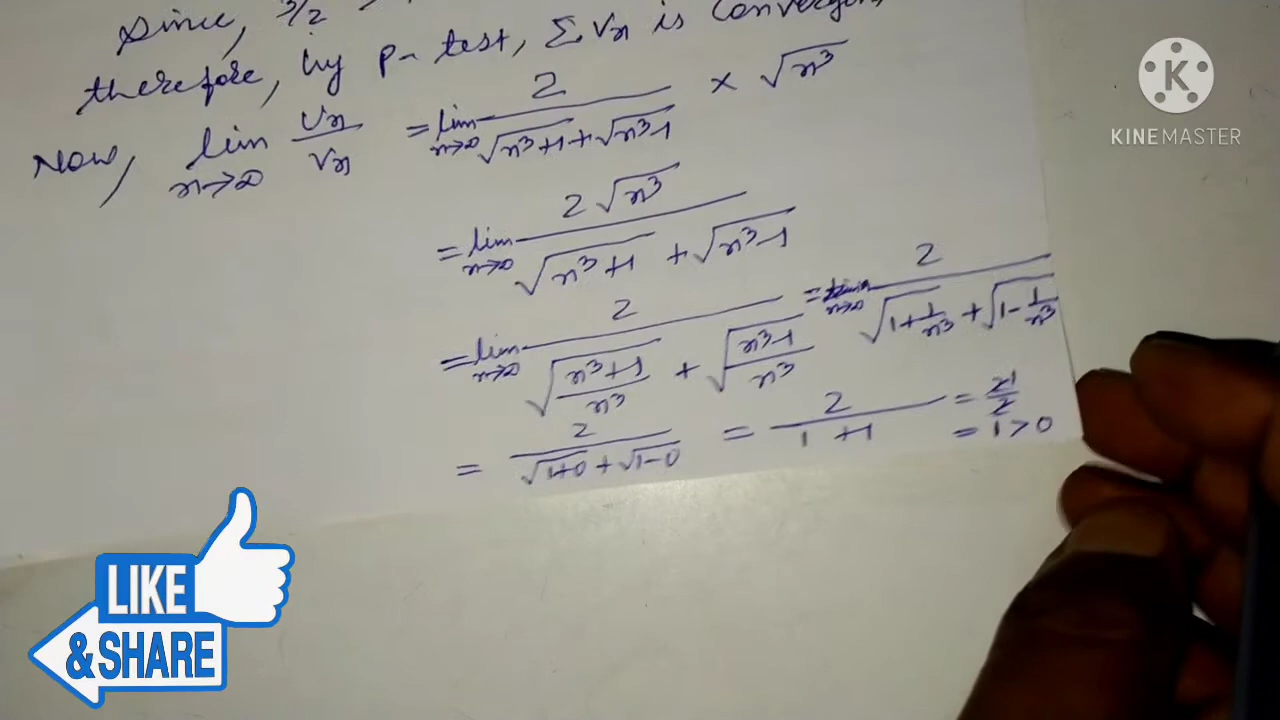 Since, 3/2
therefore, by p-test, Σvn is convergen
Now, lim n→∞ un/vn = lim n→∞ 2/(√(n³+1)+√(n³-1)) × √n³
= lim n→∞ 2√n³/(√(n³+1) + √(n³-1))
= lim n→∞ 2/(√((n³+1)/n³) + √((n³-1)/n³)) = lim n→∞ 2/(√(1+1/n³)+√(1-1/n³))
= 2/(√(1+0)+√(1-0)) = 2/(1+1) = 2/2
= 1>0
K
KINEMASTER
LIKE
&SHARE